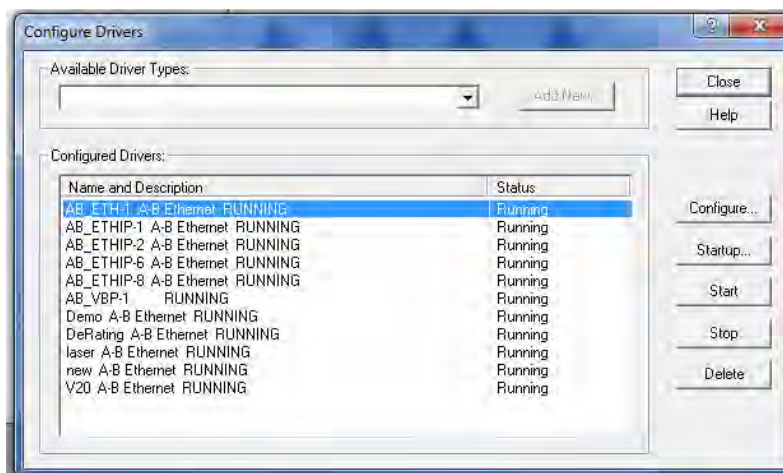 Configure Drivers
Available Driver Types:
Add New...
Close
Help
Configured Drivers:
Name and Description Status
AB_ETH-1 A-B Ethernet RUNNING Running
AB_ETHIP-1 A-B Ethernet RUNNING Running
AB_ETHIP-2 A-B Ethernet RUNNING Running
AB_ETHIP-6 A-B Ethernet RUNNING Running
AB_ETHIP-8 A-B Ethernet RUNNING Running
AB_VBP-1 RUNNING Running
Demo A-B Ethernet RUNNING Running
DeRating A-B Ethernet RUNNING Running
laser A-B Ethernet RUNNING Running
new A-B Ethernet RUNNING Running
V20 A-B Ethernet RUNNING Running
Configure...
Startup...
Start
Stop
Delete